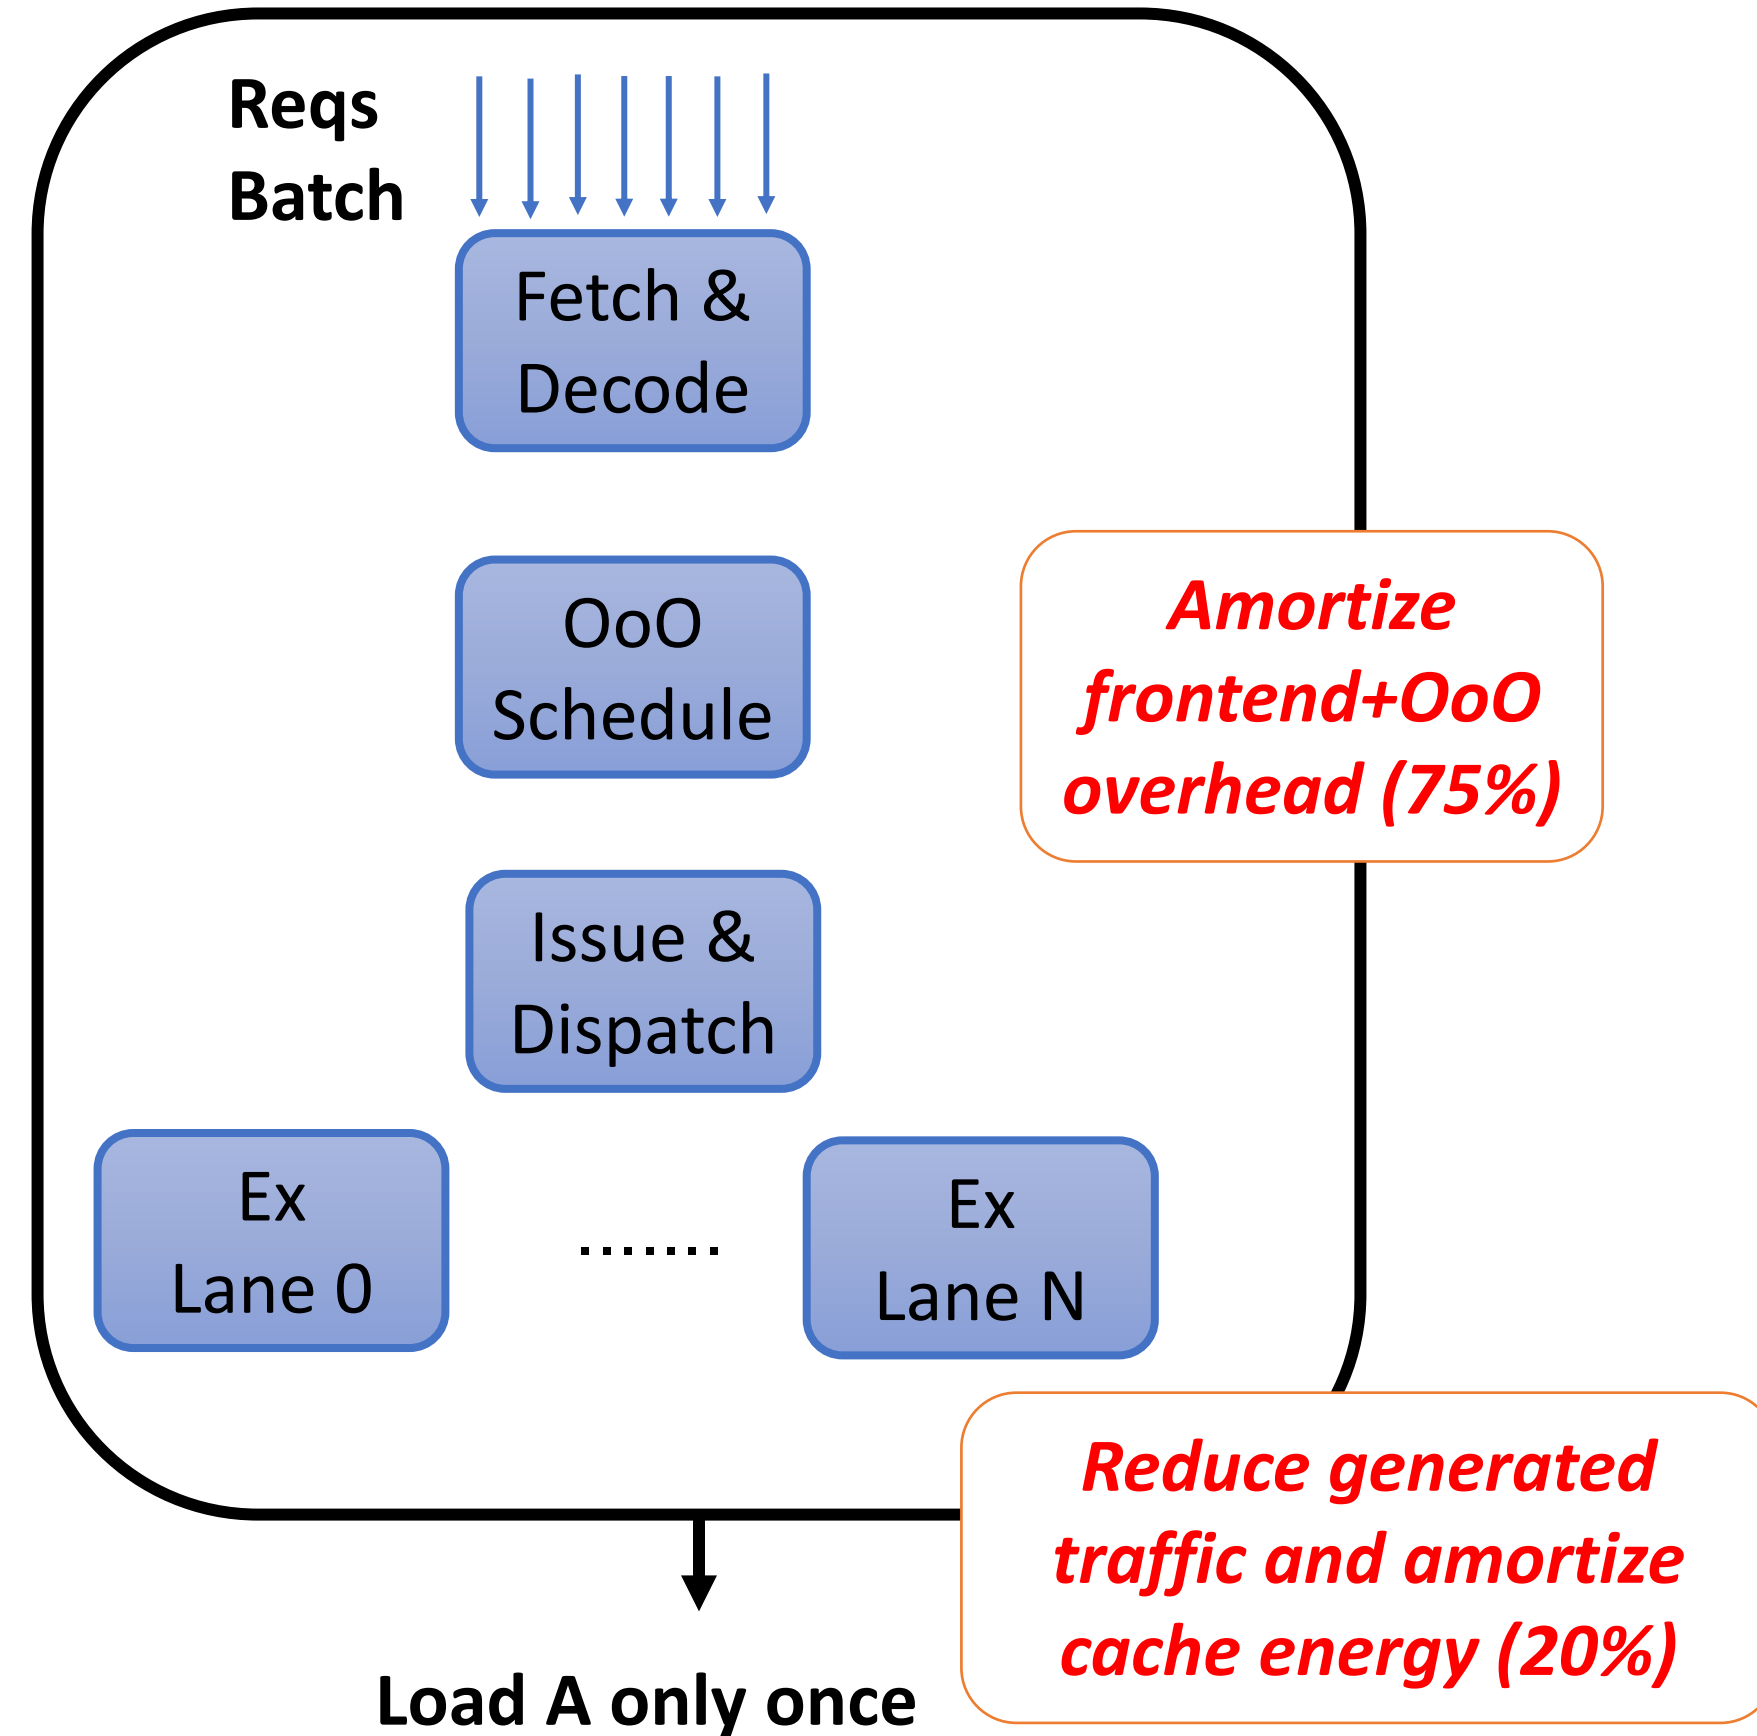 Reqs
Batch
Fetch &
Decode
OoO
Schedule
Amortize
frontend+OoO
overhead (75%)
Issue &
Dispatch
Ex
Lane 0
Ex
Lane N
Reduce generated
traffic and amortize
cache energy (20%)
Load A only once